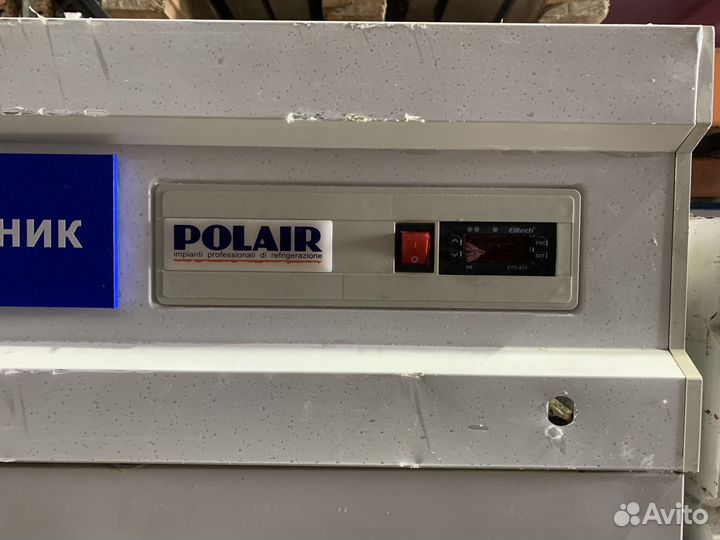 НИК
POLAIR
impianti professionali di refrigerazione
I
O
Elitech
FNC
SET
ETC-974
Avito